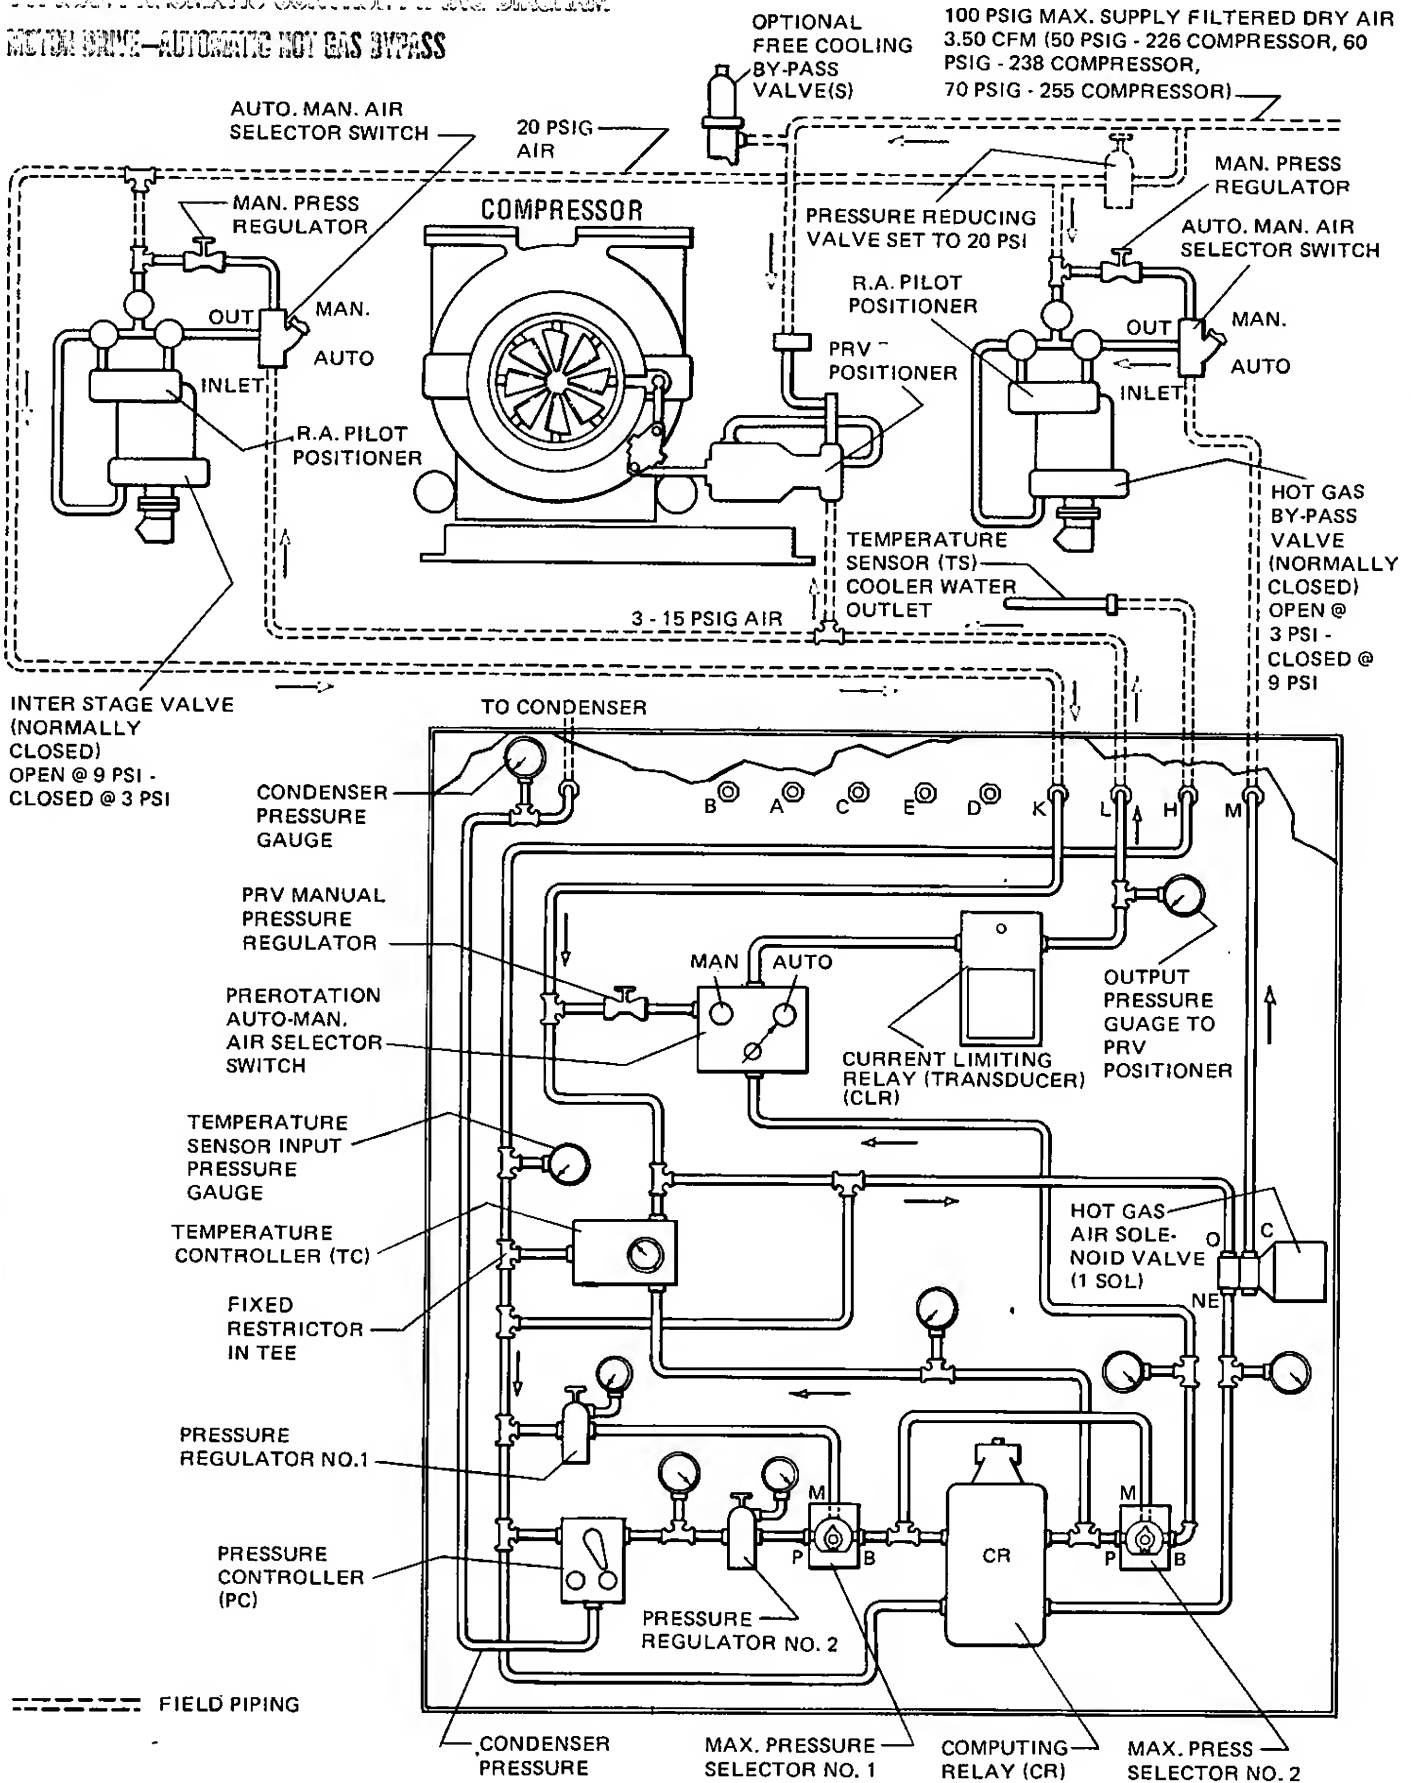 MOTOR DRIVE—AUTOMATIC HOT GAS BYPASS
OPTIONAL
FREE COOLING
BY-PASS
VALVE(S)
100 PSIG MAX. SUPPLY FILTERED DRY AIR
3.50 CFM (50 PSIG - 226 COMPRESSOR, 60
PSIG - 238 COMPRESSOR,
70 PSIG - 255 COMPRESSOR)
AUTO. MAN. AIR
SELECTOR SWITCH
20 PSIG
AIR
MAN. PRESS
REGULATOR
COMPRESSOR
PRESSURE REDUCING
VALVE SET TO 20 PSI
MAN. PRESS
REGULATOR
AUTO. MAN. AIR
SELECTOR SWITCH
R.A. PILOT
POSITIONER
OUT
MAN.
AUTO
INLET
PRV
POSITIONER
OUT
MAN.
AUTO
INLET
R.A. PILOT
POSITIONER
HOT GAS
BY-PASS
VALVE
(NORMALLY
CLOSED)
OPEN @
3 PSI -
CLOSED @
9 PSI
TEMPERATURE
SENSOR (TS)
COOLER WATER
OUTLET
3 - 15 PSIG AIR
INTER STAGE VALVE
(NORMALLY
CLOSED)
OPEN @ 9 PSI -
CLOSED @ 3 PSI
TO CONDENSER
CONDENSER
PRESSURE
GAUGE
B
A
C
E
D
K
L
H
M
PRV MANUAL
PRESSURE
REGULATOR
MAN
AUTO
PREROTATION
AUTO-MAN.
AIR SELECTOR
SWITCH
CURRENT LIMITING
RELAY (TRANSDUCER)
(CLR)
OUTPUT
PRESSURE
GUAGE TO
PRV
POSITIONER
TEMPERATURE
SENSOR INPUT
PRESSURE
GAUGE
TEMPERATURE
CONTROLLER (TC)
HOT GAS
AIR SOLE-
NOID VALVE
(1 SOL)
O
C
NE
FIXED
RESTRICTOR
IN TEE
PRESSURE
REGULATOR NO.1
M
P
B
CR
M
P
B
PRESSURE
CONTROLLER
(PC)
PRESSURE
REGULATOR NO. 2
FIELD PIPING
CONDENSER
PRESSURE
MAX. PRESSURE
SELECTOR NO. 1
COMPUTING
RELAY (CR)
MAX. PRESS
SELECTOR NO. 2